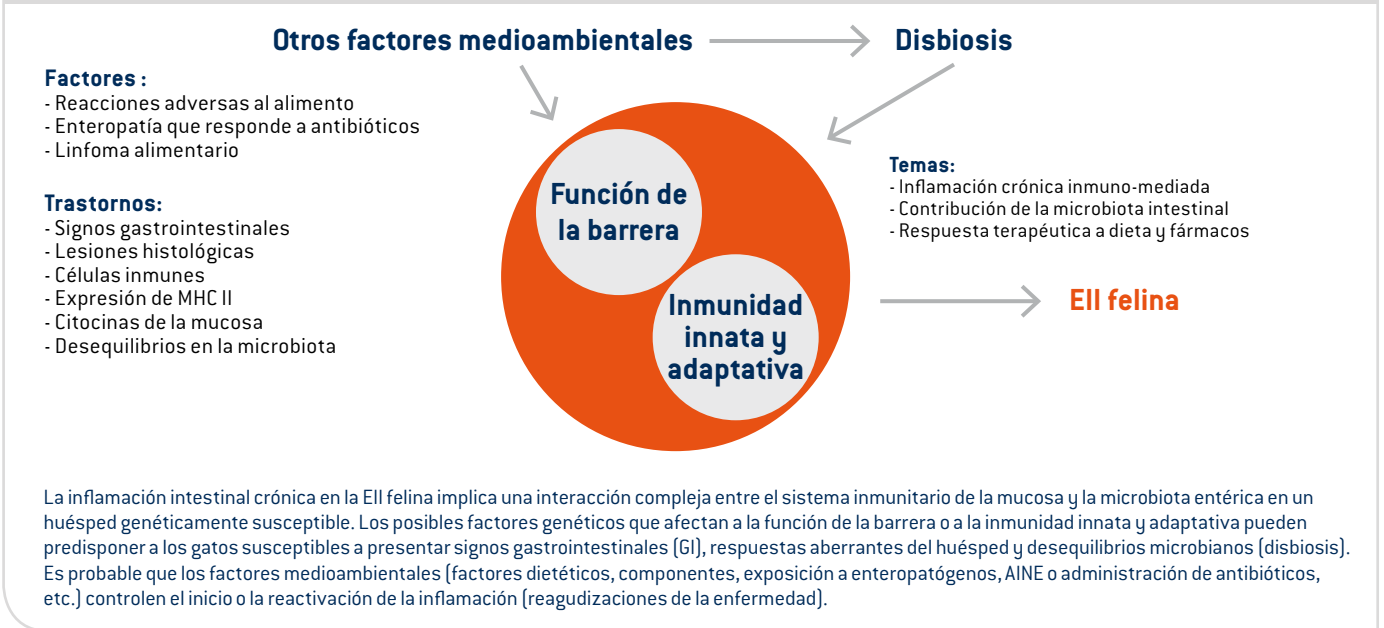 Otros factores medioambientales
Disbiosis
Factores :
- Reacciones adversas al alimento
- Enteropatía que responde a antibióticos
- Linfoma alimentario
Trastornos:
- Signos gastrointestinales
- Lesiones histológicas
- Células inmunes
- Expresión de MHC II
- Citocinas de la mucosa
- Desequilibrios en la microbiota
Función de
la barrera
Inmunidad
innata y
adaptativa
Temas:
- Inflamación crónica inmuno-mediada
- Contribución de la microbiota intestinal
- Respuesta terapéutica a dieta y fármacos
EII felina
La inflamación intestinal crónica en la EII felina implica una interacción compleja entre el sistema inmunitario de la mucosa y la microbiota entérica en un
huésped genéticamente susceptible. Los posibles factores genéticos que afectan a la función de la barrera o a la inmunidad innata y adaptativa pueden
predisponer a los gatos susceptibles a presentar signos gastrointestinales (GI), respuestas aberrantes del huésped y desequilibrios microbianos (disbiosis).
Es probable que los factores medioambientales (factores dietéticos, componentes, exposición a enteropatógenos, AINE o administración de antibióticos,
etc.) controlen el inicio o la reactivación de la inflamación (reagudizaciones de la enfermedad).